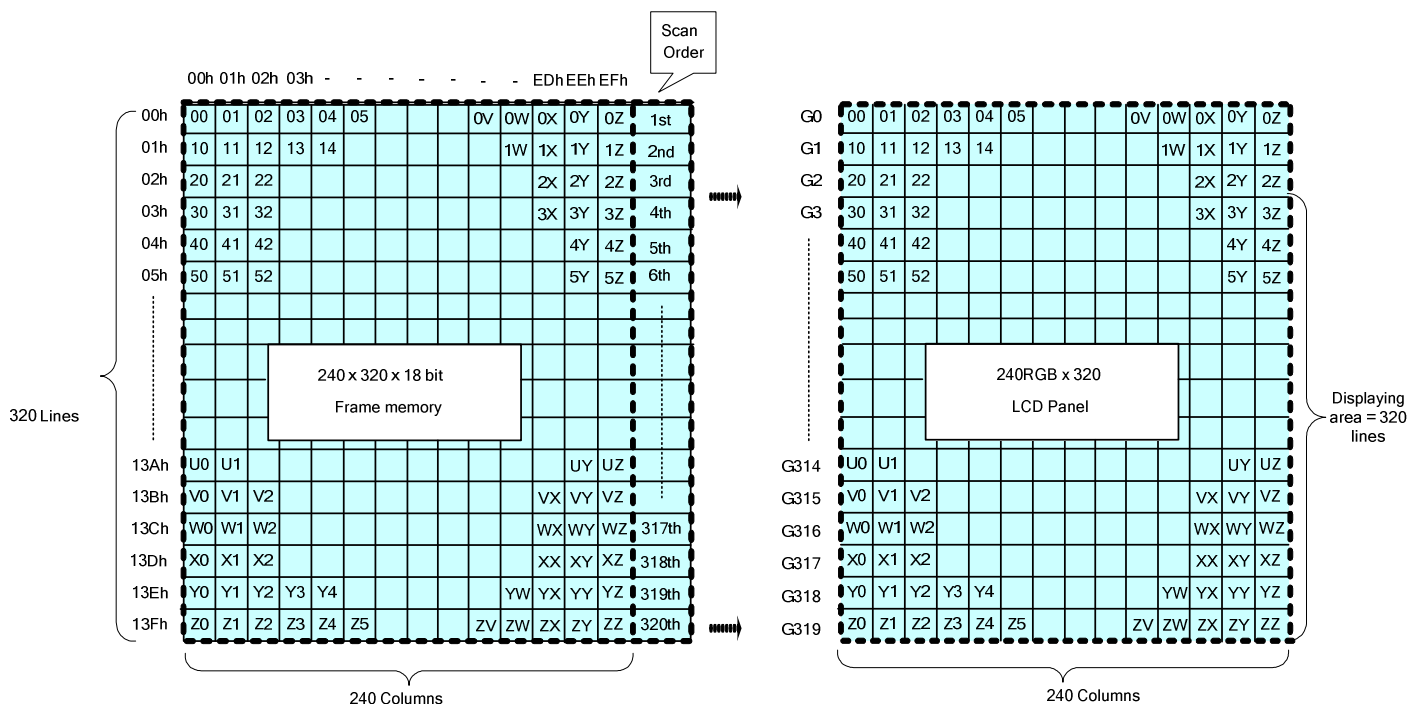 Scan
Order
00h 01h 02h 03h - - - - - - - EDh EEh EFh
00h 00 01 02 03 04 05 0V 0W 0X 0Y 0Z 1st
01h 10 11 12 13 14 1W 1X 1Y 1Z 2nd
02h 20 21 22 2X 2Y 2Z 3rd
03h 30 31 32 3X 3Y 3Z 4th
04h 40 41 42 4Y 4Z 5th
05h 50 51 52 5Y 5Z 6th
320 Lines
240 x 320 x 18 bit
Frame memory
13Ah U0 U1 UY UZ
13Bh V0 V1 V2 VX VY VZ
13Ch W0 W1 W2 WX WY WZ 317th
13Dh X0 X1 X2 XX XY XZ 318th
13Eh Y0 Y1 Y2 Y3 Y4 YW YX YY YZ 319th
13Fh Z0 Z1 Z2 Z3 Z4 Z5 ZV ZW ZX ZY ZZ 320th
240 Columns
G0 00 01 02 03 04 05 0V 0W 0X 0Y 0Z
G1 10 11 12 13 14 1W 1X 1Y 1Z
G2 20 21 22 2X 2Y 2Z
G3 30 31 32 3X 3Y 3Z
40 41 42 4Y 4Z
50 51 52 5Y 5Z
240RGB x 320
LCD Panel
Displaying
area = 320
lines
G314 U0 U1 UY UZ
G315 V0 V1 V2 VX VY VZ
G316 W0 W1 W2 WX WY WZ
G317 X0 X1 X2 XX XY XZ
G318 Y0 Y1 Y2 Y3 Y4 YW YX YY YZ
G319 Z0 Z1 Z2 Z3 Z4 Z5 ZV ZW ZX ZY ZZ
240 Columns